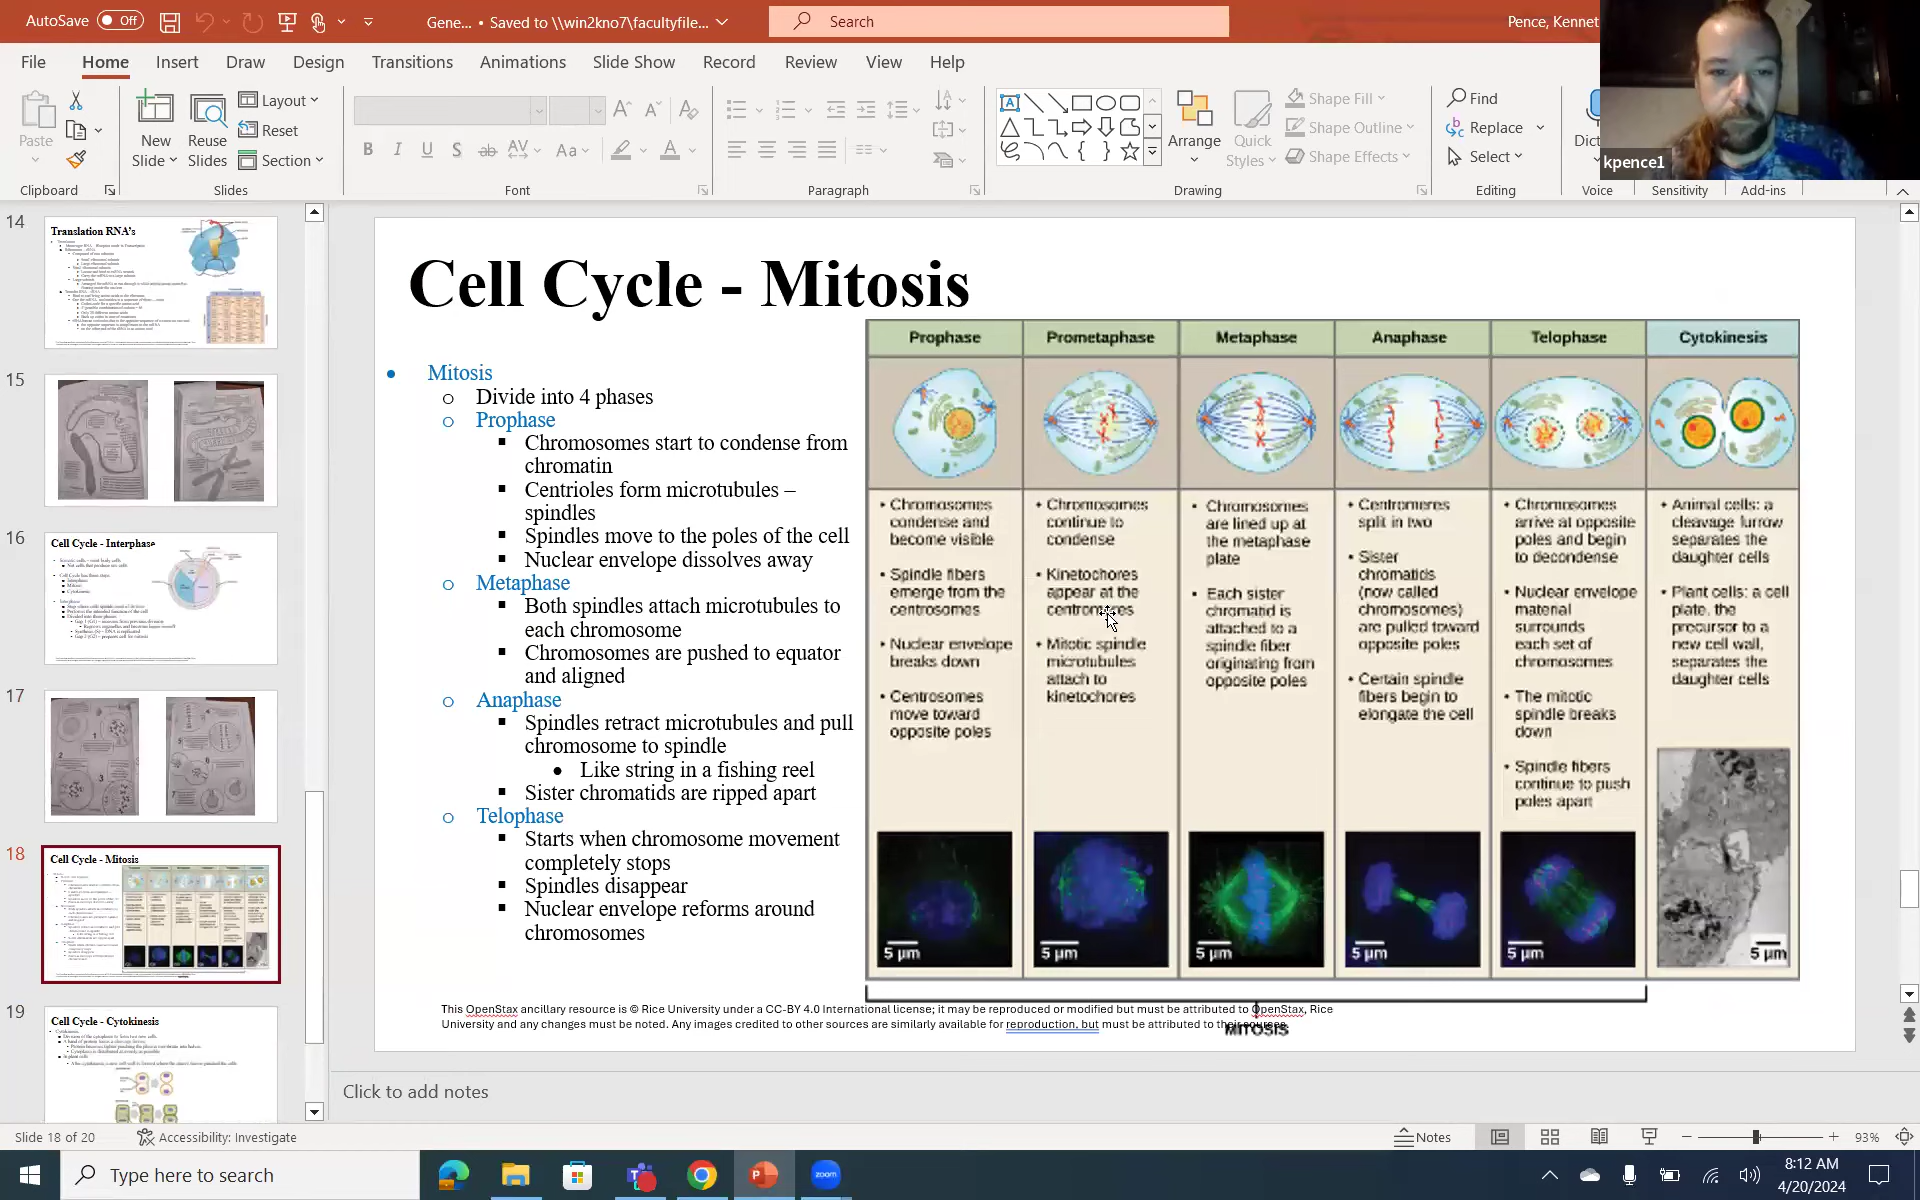 AutoSave Off Gene... • Saved to \\win2kno7\facultyfile... Search Pence, Kennet
File Home Insert Draw Design Transitions Animations Slide Show Record Review View Help
Paste
New Slide
Reuse Slides
Layout
Reset
Section
Arrange
Quick Styles
Shape Fill
Shape Outline
Shape Effects
Find
Replace
Select
Dict
kpence1
Clipboard Slides Font Paragraph Drawing Editing Voice Sensitivity Add-ins
14
Translation RNA's
15
16
Cell Cycle - Interphase
17
18
Cell Cycle - Mitosis
19
Cell Cycle - Cytokinesis
Cell Cycle - Mitosis
• Mitosis
o Divide into 4 phases
o Prophase
▪ Chromosomes start to condense from
chromatin
▪ Centrioles form microtubules –
spindles
▪ Spindles move to the poles of the cell
▪ Nuclear envelope dissolves away
o Metaphase
▪ Both spindles attach microtubules to
each chromosome
▪ Chromosomes are pushed to equator
and aligned
o Anaphase
▪ Spindles retract microtubules and pull
chromosome to spindle
• Like string in a fishing reel
▪ Sister chromatids are ripped apart
o Telophase
▪ Starts when chromosome movement
completely stops
▪ Spindles disappear
▪ Nuclear envelope reforms around
chromosomes
Prophase
• Chromosomes
condense and
become visible
• Spindle fibers
emerge from the
centrosomes
• Nuclear envelope
breaks down
• Centrosomes
move toward
opposite poles
5 µm
Prometaphase
• Chromosomes
continue to
condense
• Kinetochores
appear at the
centromeres
• Mitotic spindle
microtubules
attach to
kinetochores
5 µm
Metaphase
• Chromosomes
are lined up at
the metaphase
plate
• Each sister
chromatid is
attached to a
spindle fiber
originating from
opposite poles
5 µm
Anaphase
• Centromeres
split in two
• Sister
chromatids
(now called
chromosomes)
are pulled toward
opposite poles
• Certain spindle
fibers begin to
elongate the cell
5 µm
Telophase
• Chromosomes
arrive at opposite
poles and begin
to decondense
• Nuclear envelope
material
surrounds
each set of
chromosomes
• The mitotic
spindle breaks
down
• Spindle fibers
continue to push
poles apart
5 µm
Cytokinesis
• Animal cells: a
cleavage furrow
separates the
daughter cells
• Plant cells: a cell
plate, the
precursor to a
new cell wall,
separates the
daughter cells
5 µm
MITOSIS
This OpenStax ancillary resource is © Rice University under a CC-BY 4.0 International license; it may be reproduced or modified but must be attributed to OpenStax, Rice
University and any changes must be noted. Any images credited to other sources are similarly available for reproduction, but must be attributed to their sources.
Click to add notes
Slide 18 of 20 Accessibility: Investigate Notes 93%
Type here to search
zoom
8:12 AM
4/20/2024